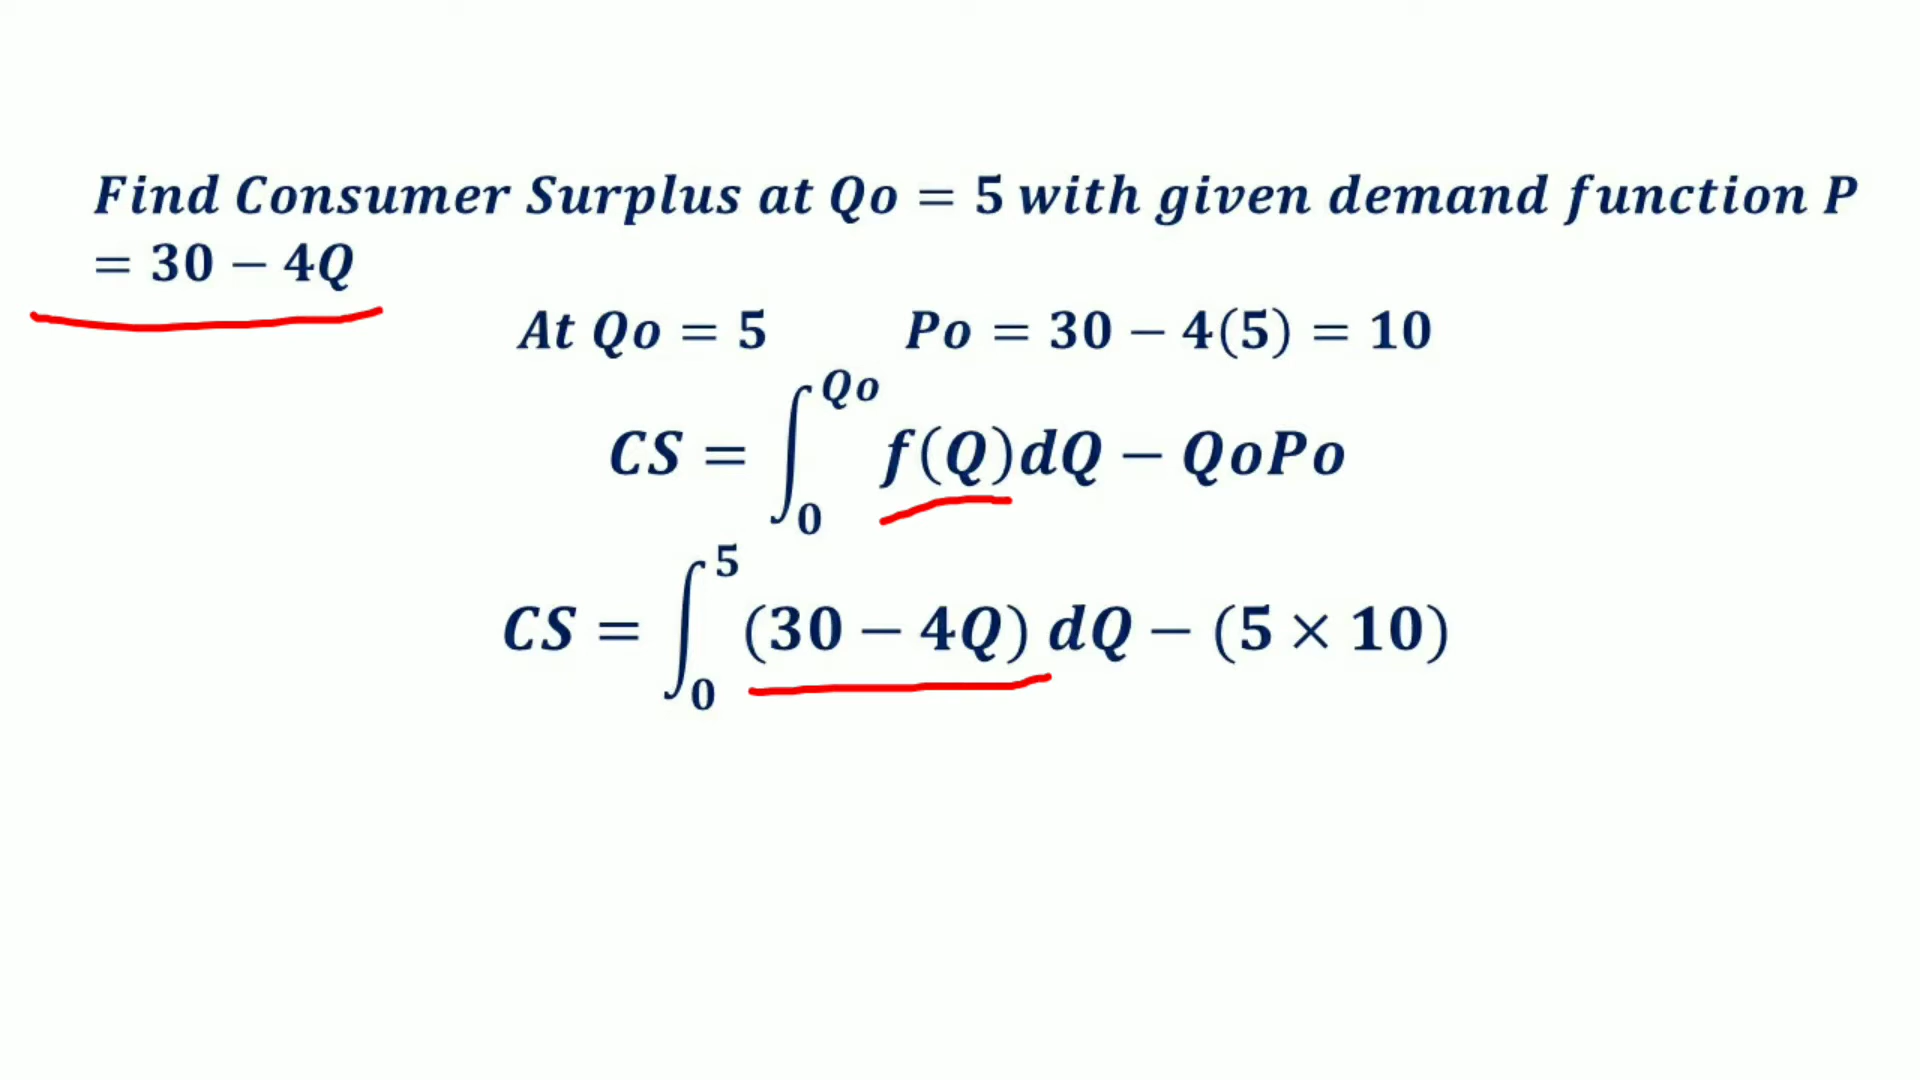 Find Consumer Surplus at Qo = 5 with given demand function P
= 30 − 4Q
At Qo = 5 Po = 30 − 4(5) = 10
CS = ∫₀^Qo f(Q)dQ − QoPo
CS = ∫₀^5 (30 − 4Q) dQ − (5 × 10)